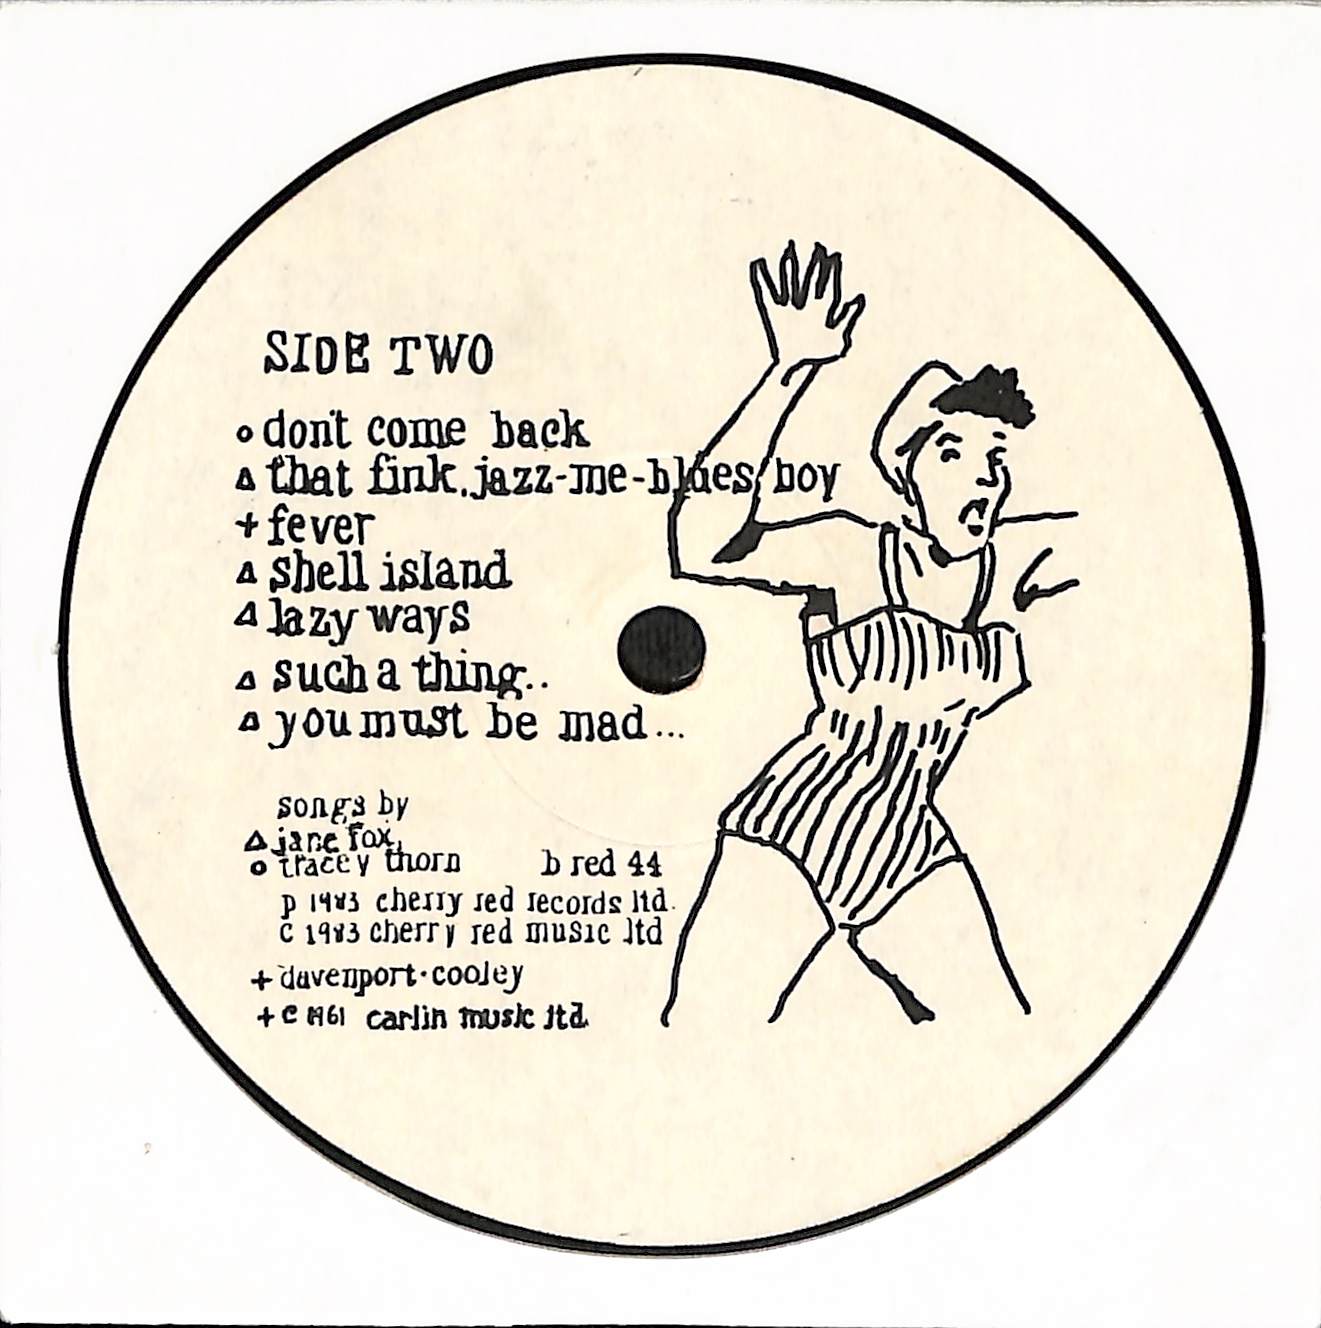 SIDE TWO
o don't come back
Δ that fink, jazz-me-blues boy
+ fever
Δ shell island
Δ lazy ways
Δ such a thing..
Δ you must be mad...
songs by
Δ jane fox,
o tracey thorn b red 44
p 1983 cherry red records ltd.
c 1983 cherry red music ltd
+ davenport·cooley
+ c 1961 carlin music ltd.